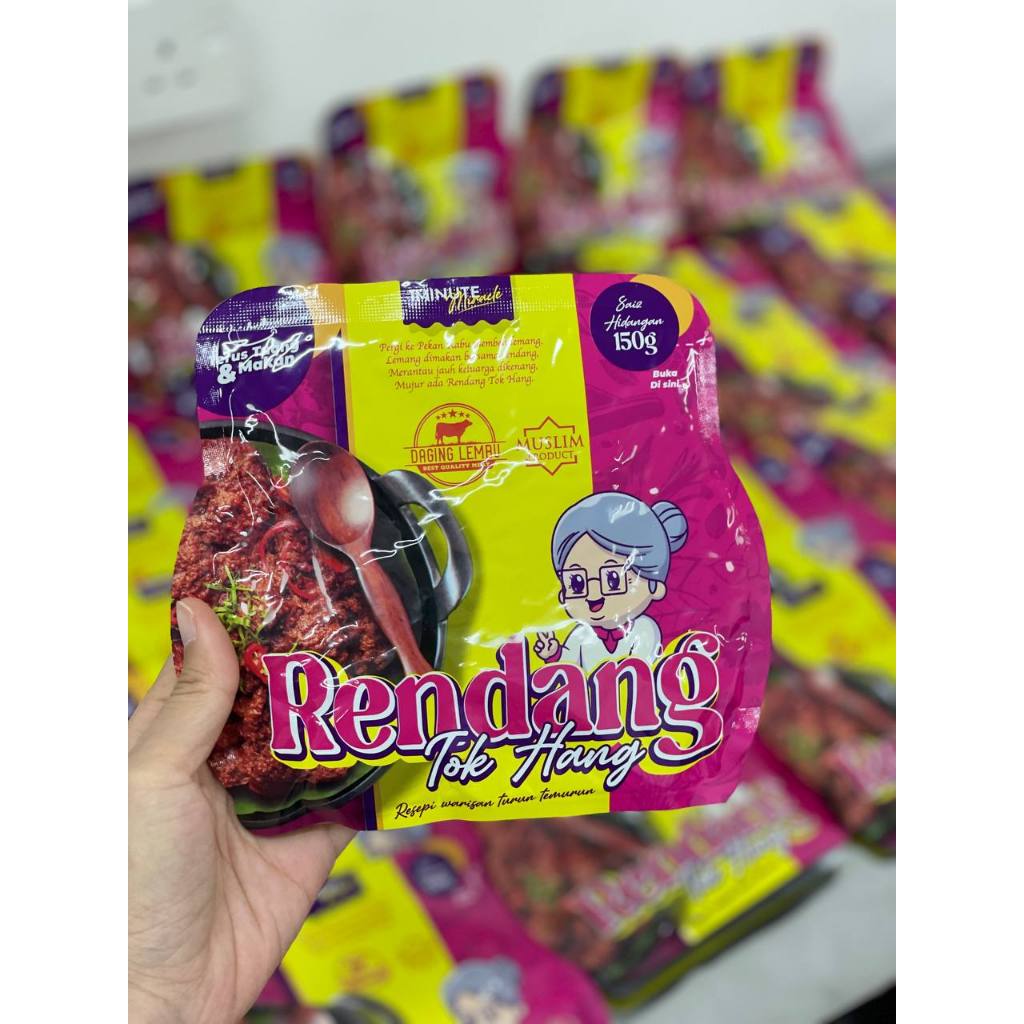 1MINUTE
Miracle
Terus Tuang
& Makan
Pergi ke Pekan Rabu membeli lemang,
Lemang dimakan bersama rendang,
Merantau jauh keluarga dikenang,
Mujur ada Rendang Tok Hang.
Saiz
Hidangan
150g
Buka
Di sini
DAGING LEMBU
BEST QUALITY
MUSLIM
PRODUCT
Rendang
Tok Hang
Resepi warisan turun temurun